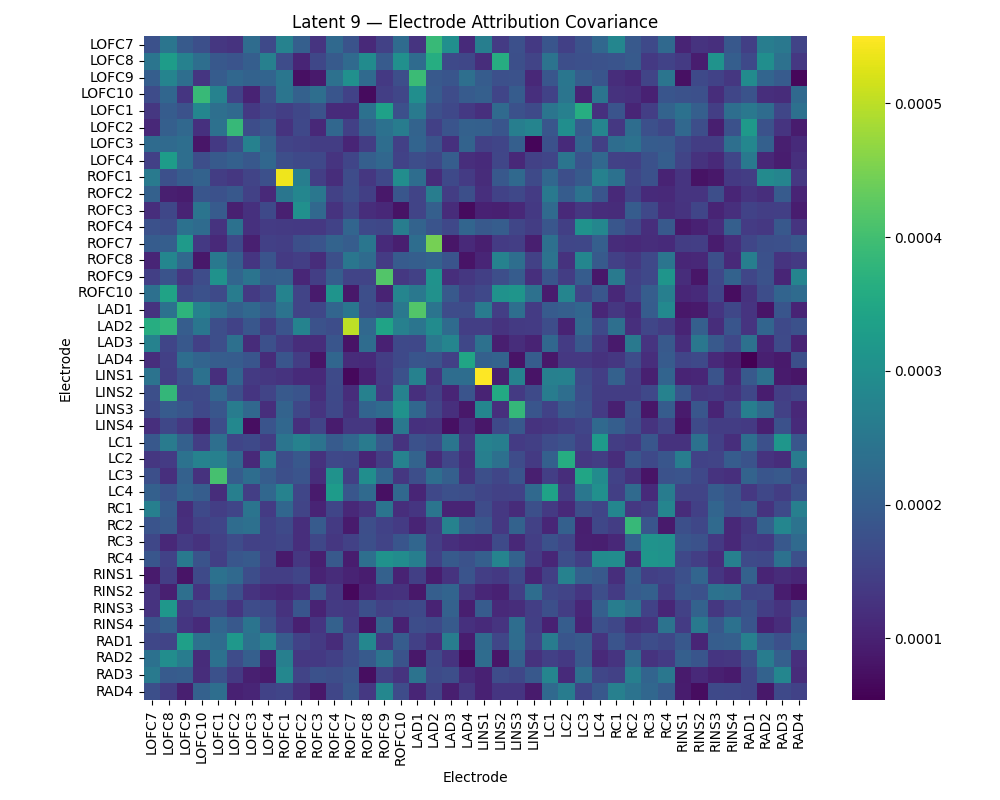 Latent 9 — Electrode Attribution Covariance
LOFC7
LOFC8
LOFC9
LOFC10
LOFC1
LOFC2
LOFC3
LOFC4
ROFC1
ROFC2
ROFC3
ROFC4
ROFC7
ROFC8
ROFC9
ROFC10
LAD1
LAD2
LAD3
LAD4
LINS1
LINS2
LINS3
LINS4
LC1
LC2
LC3
LC4
RC1
RC2
RC3
RC4
RINS1
RINS2
RINS3
RINS4
RAD1
RAD2
RAD3
RAD4
Electrode
LOFC7
LOFC8
LOFC9
LOFC10
LOFC1
LOFC2
LOFC3
LOFC4
ROFC1
ROFC2
ROFC3
ROFC4
ROFC7
ROFC8
ROFC9
ROFC10
LAD1
LAD2
LAD3
LAD4
LINS1
LINS2
LINS3
LINS4
LC1
LC2
LC3
LC4
RC1
RC2
RC3
RC4
RINS1
RINS2
RINS3
RINS4
RAD1
RAD2
RAD3
RAD4
Electrode
0.0005
0.0004
0.0003
0.0002
0.0001